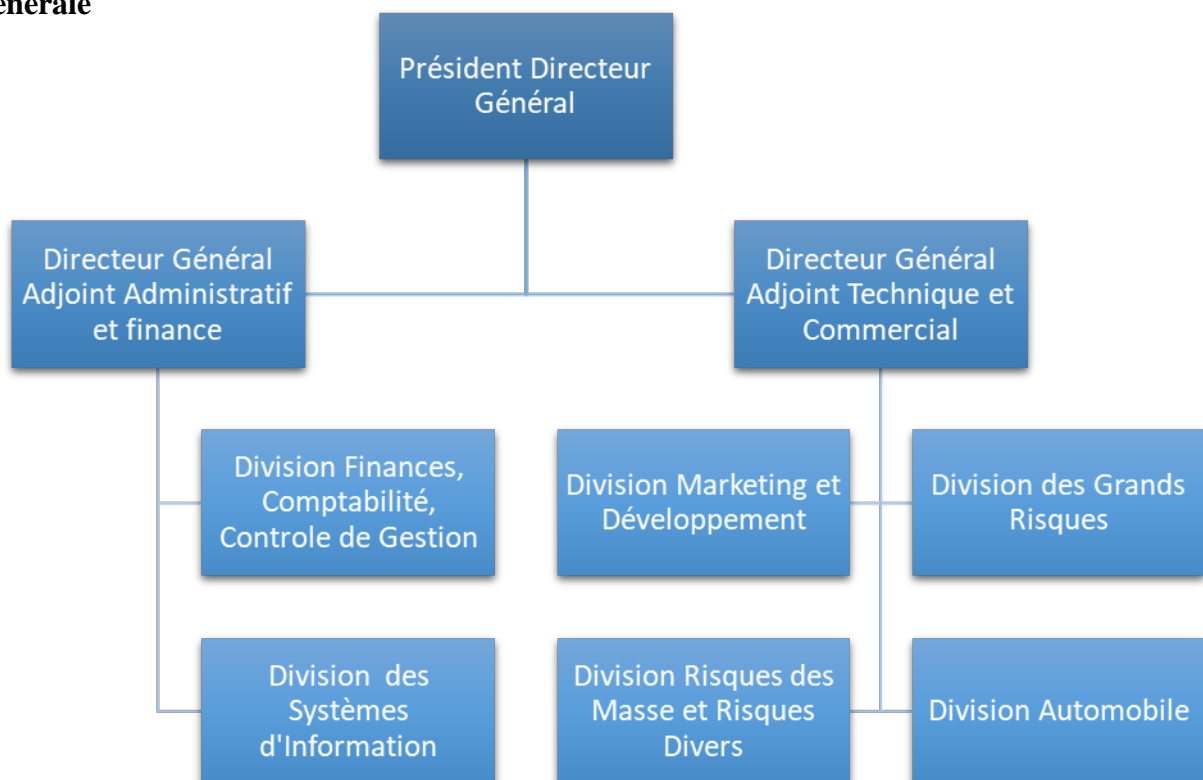 Président Directeur
Général
Directeur Général
Adjoint Administratif
et finance
Directeur Général
Adjoint Technique et
Commercial
Division Finances,
Comptabilité,
Controle de Gestion
Division Marketing et
Développement
Division des Grands
Risques
Division des
Systèmes
d'Information
Division Risques des
Masse et Risques
Divers
Division Automobile